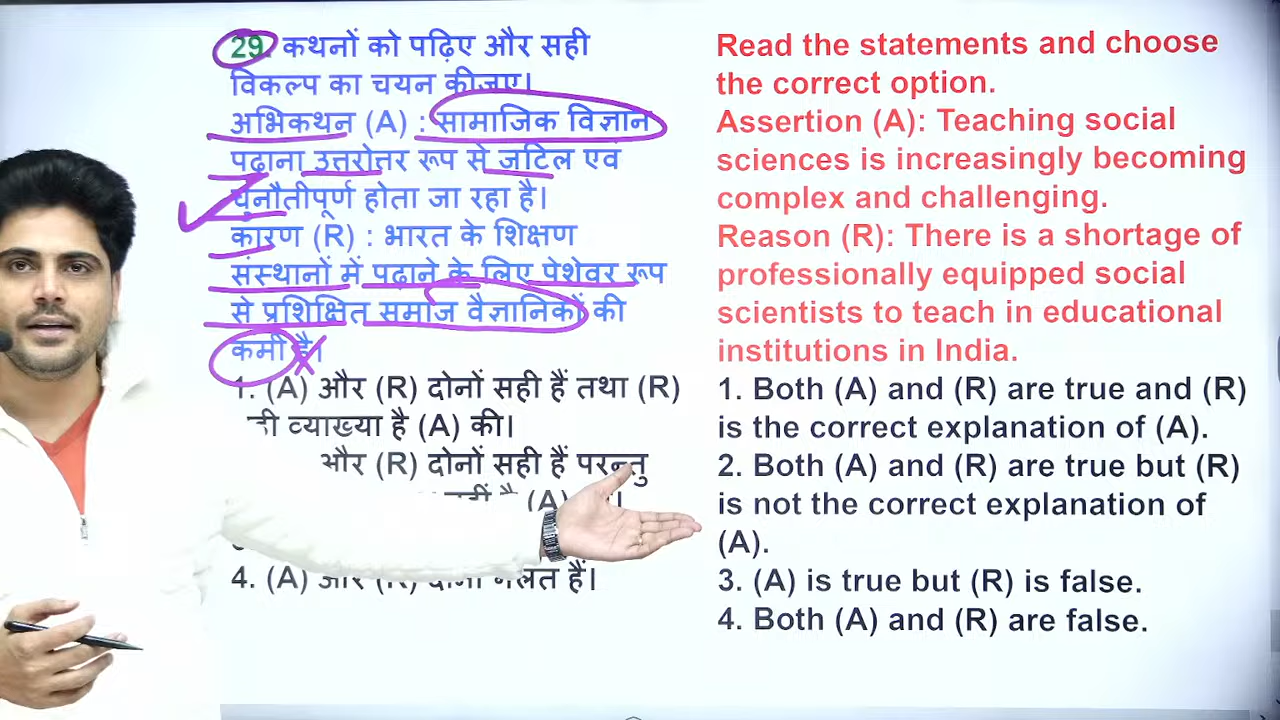 29. कथनों को पढ़िए और सही
विकल्प का चयन कीजाए।
अभिकथन (A) : सामाजिक विज्ञान
पढ़ाना उत्तरोत्तर रूप से जटिल एवं
चुनौतीपूर्ण होता जा रहा है।
कारण (R) : भारत के शिक्षण
संस्थानों में पढ़ाने के लिए पेशेवर रूप
से प्रशिक्षित समाज वैज्ञानिकों की
कमी है।
1. (A) और (R) दोनों सही हैं तथा (R)
व्याख्या है (A) की।
और (R) दोनों सही हैं परन्तु
(A)
4. (A) और (R) दोनों गलत हैं।
Read the statements and choose
the correct option.
Assertion (A): Teaching social
sciences is increasingly becoming
complex and challenging.
Reason (R): There is a shortage of
professionally equipped social
scientists to teach in educational
institutions in India.
1. Both (A) and (R) are true and (R)
is the correct explanation of (A).
2. Both (A) and (R) are true but (R)
is not the correct explanation of
(A).
3. (A) is true but (R) is false.
4. Both (A) and (R) are false.